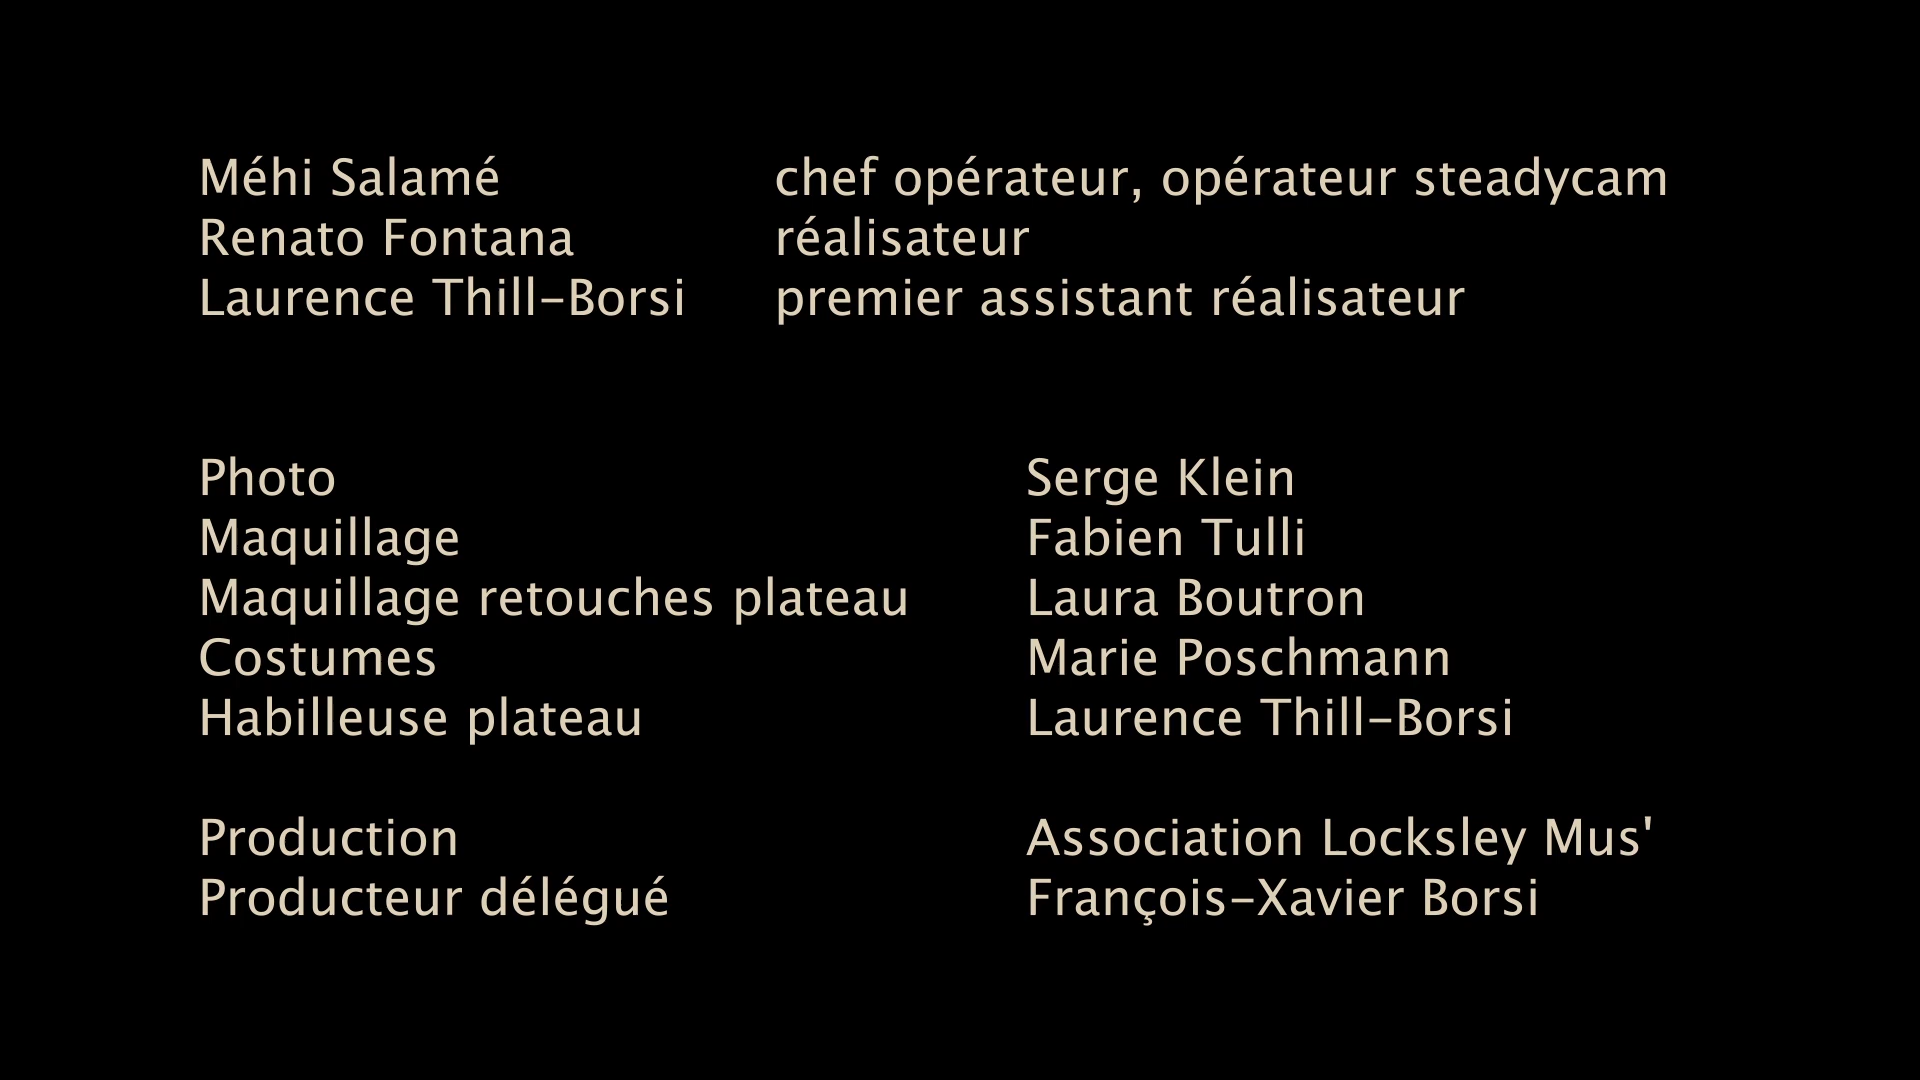 Méhi Salamé chef opérateur, opérateur steadycam
Renato Fontana réalisateur
Laurence Thill-Borsi premier assistant réalisateur
Photo Serge Klein
Maquillage Fabien Tulli
Maquillage retouches plateau Laura Boutron
Costumes Marie Poschmann
Habilleuse plateau Laurence Thill-Borsi
Production Association Locksley Mus'
Producteur délégué François-Xavier Borsi